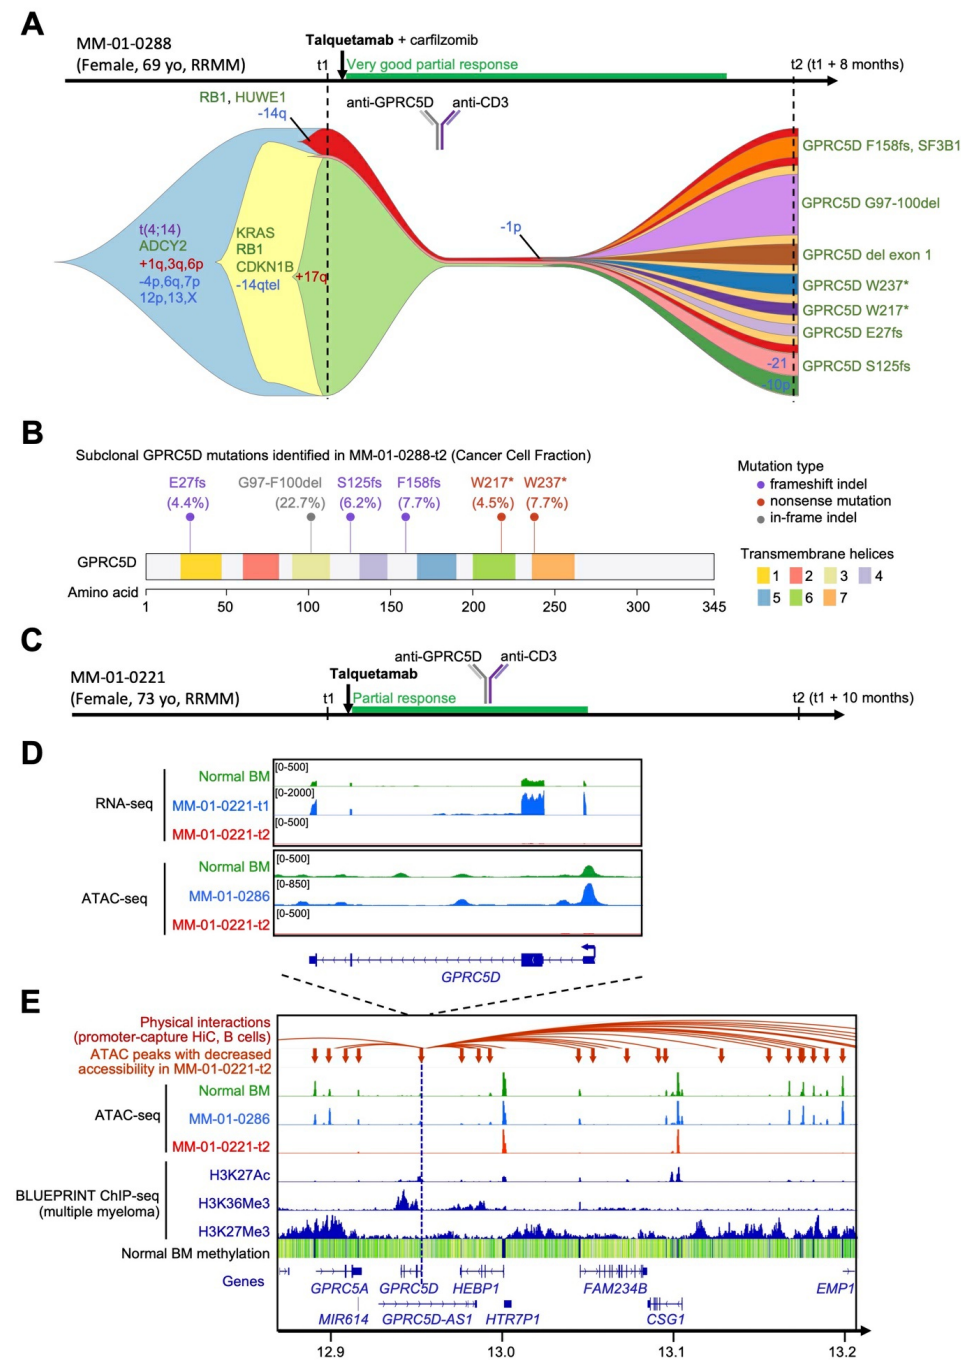 A
MM-01-0288
(Female, 69 yo, RRMM)
Talquetamab + carfilzomib
t1
Very good partial response
t2 (t1 + 8 months)
RB1, HUWE1
-14q
anti-GPRC5D
anti-CD3
GPRC5D F158fs, SF3B1
GPRC5D G97-100del
-1p
t(4;14)
ADCY2
+1q,3q,6p
-4p,6q,7p
12p,13,X
KRAS
RB1
CDKN1B
-14qtel
+17q
GPRC5D del exon 1
GPRC5D W237*
GPRC5D W217*
GPRC5D E27fs
GPRC5D S125fs
-21
-10p
B
Subclonal GPRC5D mutations identified in MM-01-0288-t2 (Cancer Cell Fraction)
E27fs
(4.4%)
G97-F100del
(22.7%)
S125fs
(6.2%)
F158fs
(7.7%)
W217*
(4.5%)
W237*
(7.7%)
Mutation type
frameshift indel
nonsense mutation
in-frame indel
GPRC5D
Transmembrane helices
1 2 3 4
5 6 7
Amino acid
1 50 100 150 200 250 300 345
C
MM-01-0221
(Female, 73 yo, RRMM)
anti-GPRC5D
anti-CD3
Talquetamab
t1
Partial response
t2 (t1 + 10 months)
D
RNA-seq
Normal BM
[0-500]
MM-01-0221-t1
[0-2000]
MM-01-0221-t2
[0-500]
ATAC-seq
Normal BM
[0-500]
MM-01-0286
[0-850]
MM-01-0221-t2
[0-500]
GPRC5D
E
Physical interactions
(promoter-capture HiC, B cells)
ATAC peaks with decreased
accessibility in MM-01-0221-t2
ATAC-seq
Normal BM
MM-01-0286
MM-01-0221-t2
BLUEPRINT ChIP-seq
(multiple myeloma)
H3K27Ac
H3K36Me3
H3K27Me3
Normal BM methylation
Genes
GPRC5A GPRC5D HEBP1 FAM234B EMP1
MIR614 GPRC5D-AS1 HTR7P1 CSG1
12.9 13.0 13.1 13.2